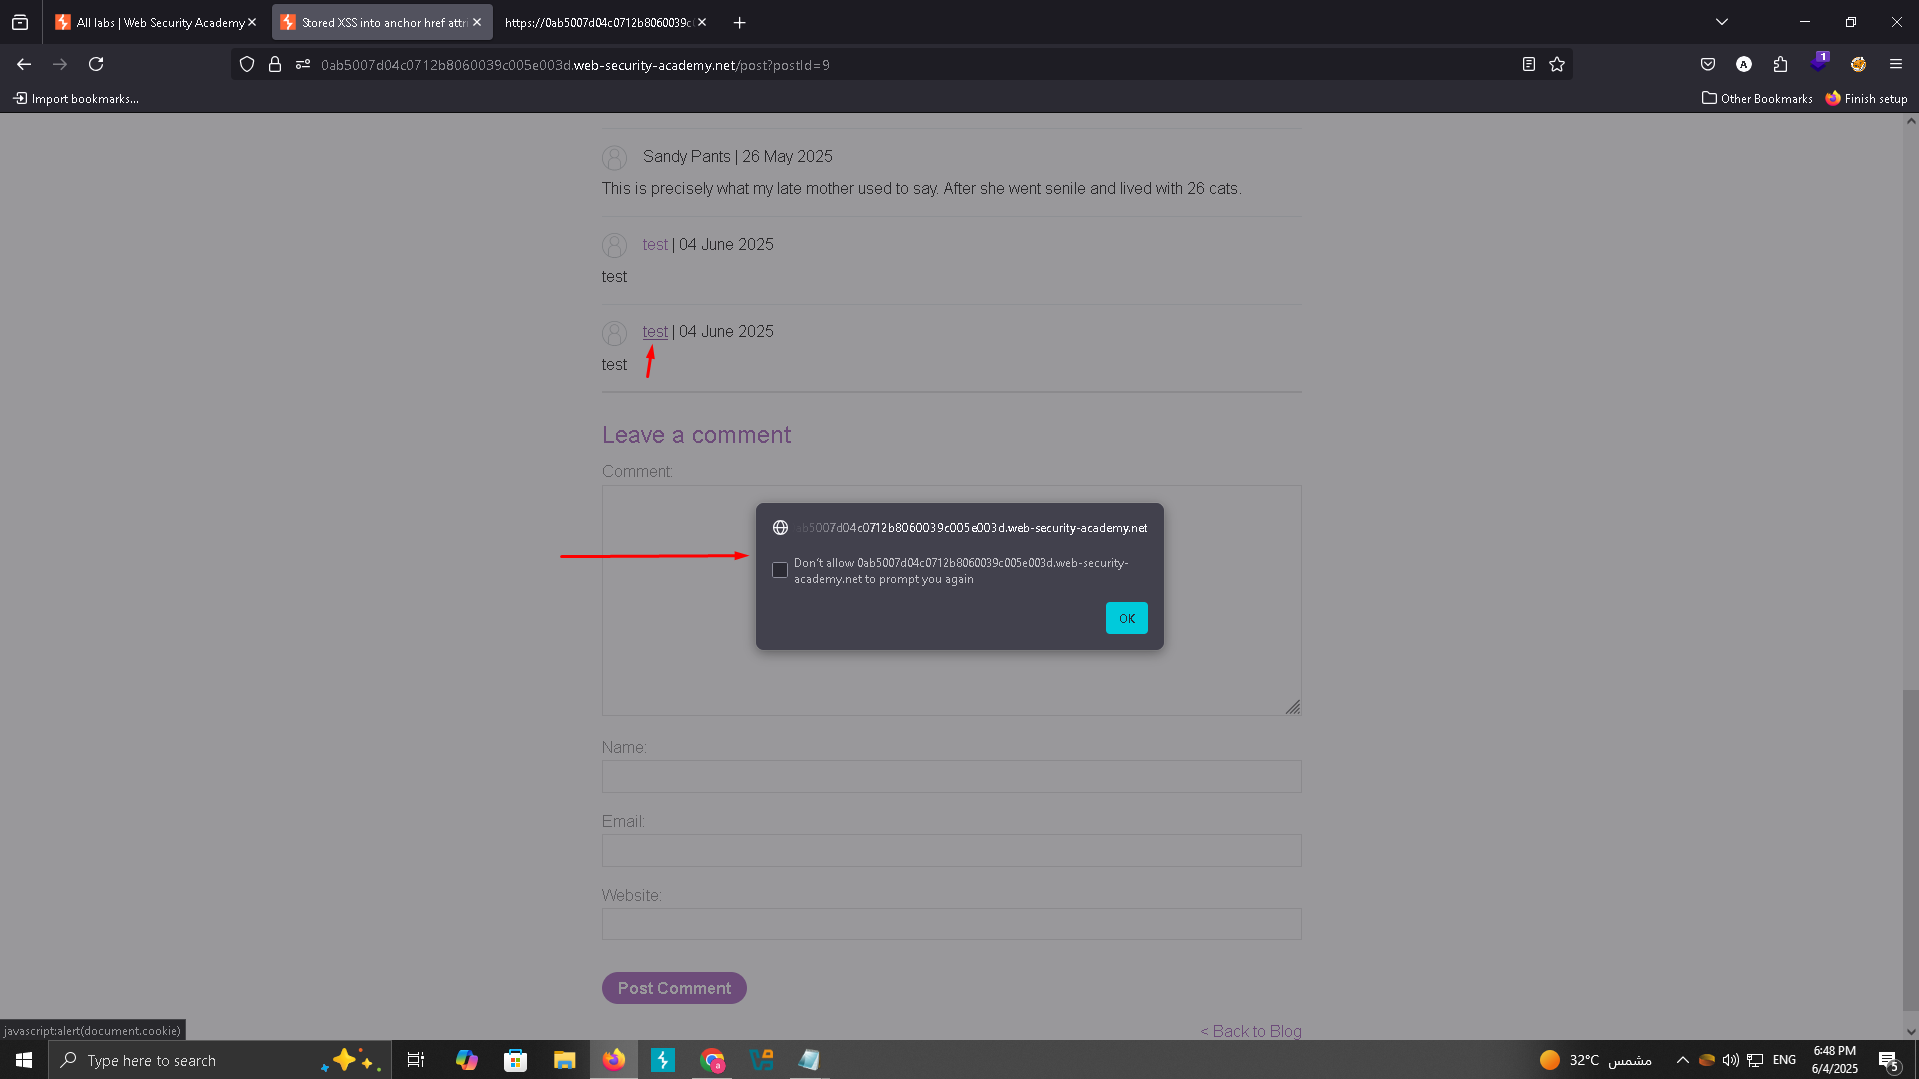 All labs | Web Security Academy
Stored XSS into anchor href attri
https://0ab5007d04c0712b8060039c
0ab5007d04c0712b8060039c005e003d.web-security-academy.net/post?postId=9
A
1
Import bookmarks...
Other Bookmarks
Finish setup
Sandy Pants | 26 May 2025
This is precisely what my late mother used to say. After she went senile and lived with 26 cats.
test | 04 June 2025
test
test | 04 June 2025
test
Leave a comment
Comment:
ab5007d04c0712b8060039c005e003d.web-security-academy.net
Don't allow 0ab5007d04c0712b8060039c005e003d.web-security-
academy.net to prompt you again
OK
Name:
Email:
Website:
Post Comment
< Back to Blog
javascript:alert(document.cookie)
Type here to search
32°C مشمس
ENG
6:48 PM
6/4/2025
5